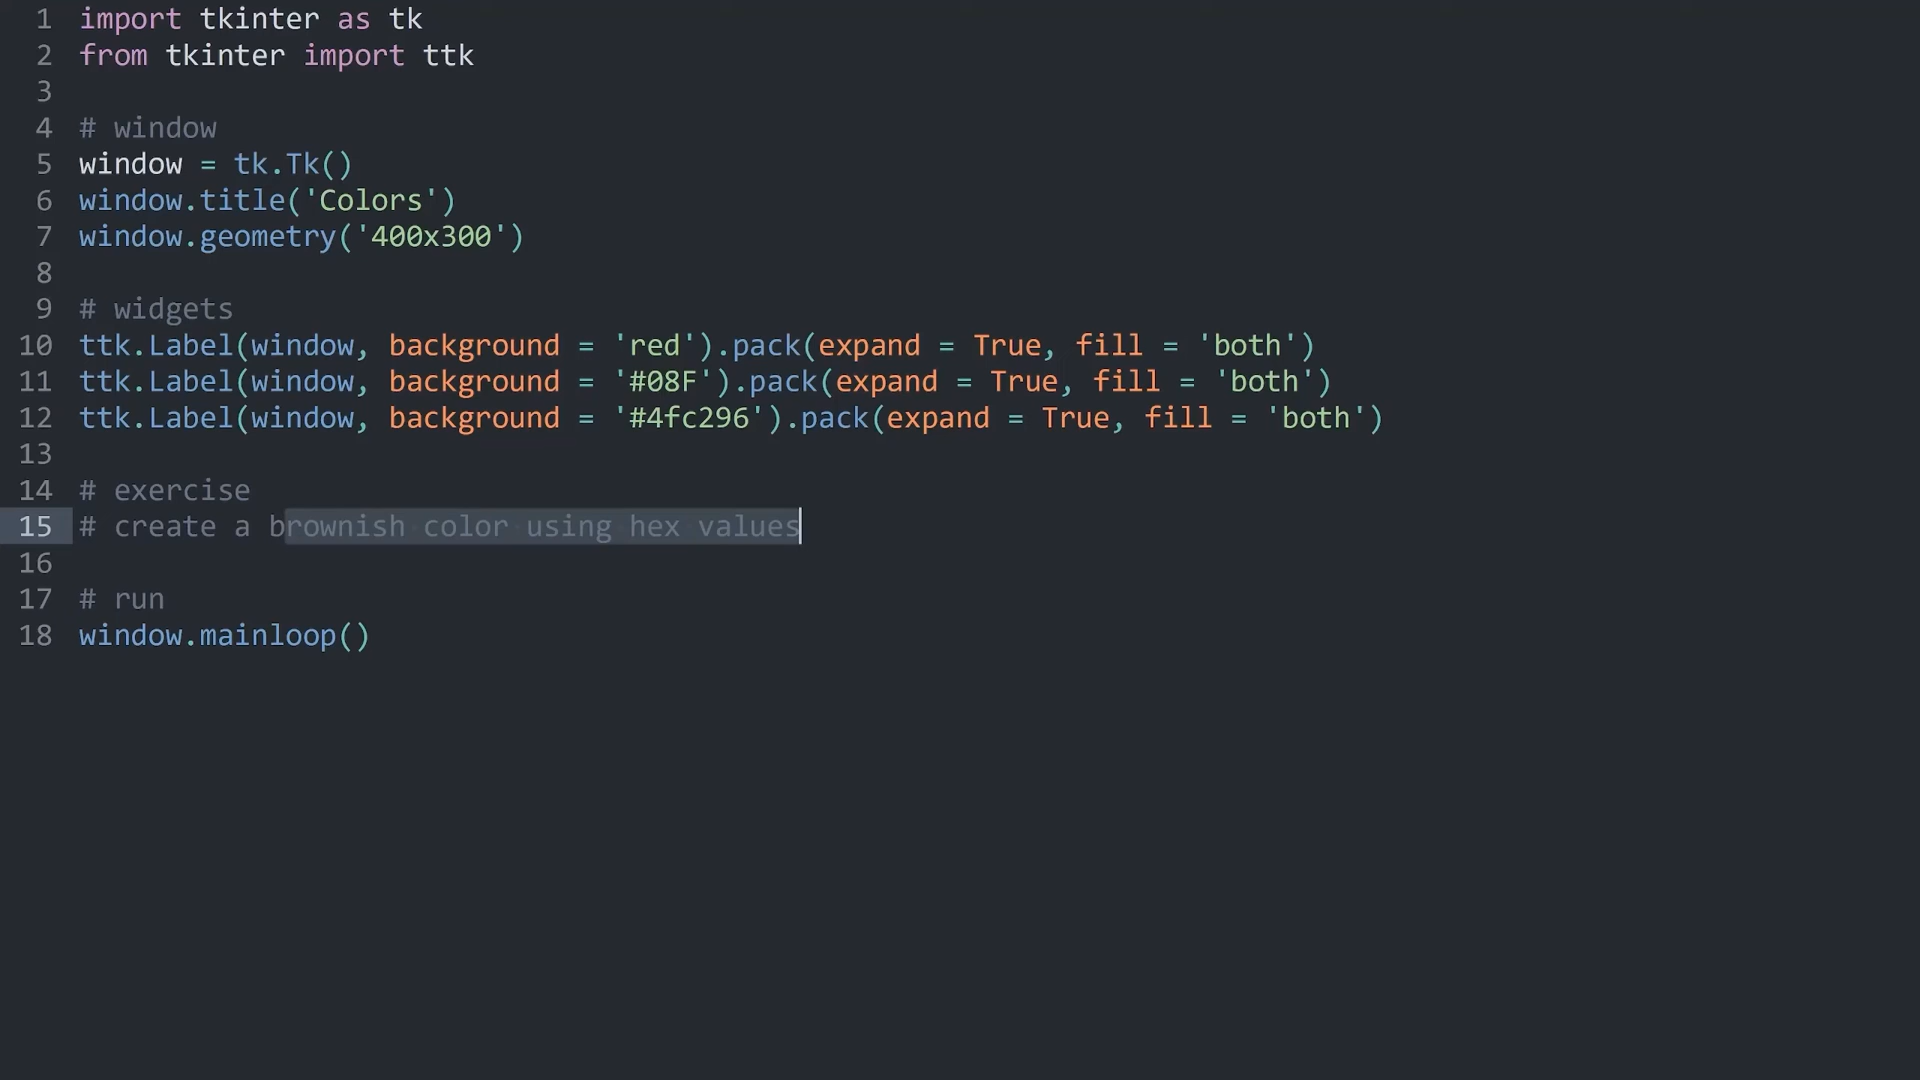 1 import tkinter as tk
2 from tkinter import ttk
3
4 # window
5 window = tk.Tk()
6 window.title('Colors')
7 window.geometry('400x300')
8
9 # widgets
10 ttk.Label(window, background = 'red').pack(expand = True, fill = 'both')
11 ttk.Label(window, background = '#08F').pack(expand = True, fill = 'both')
12 ttk.Label(window, background = '#4fc296').pack(expand = True, fill = 'both')
13
14 # exercise
15 # create a brownish color using hex values
16
17 # run
18 window.mainloop()